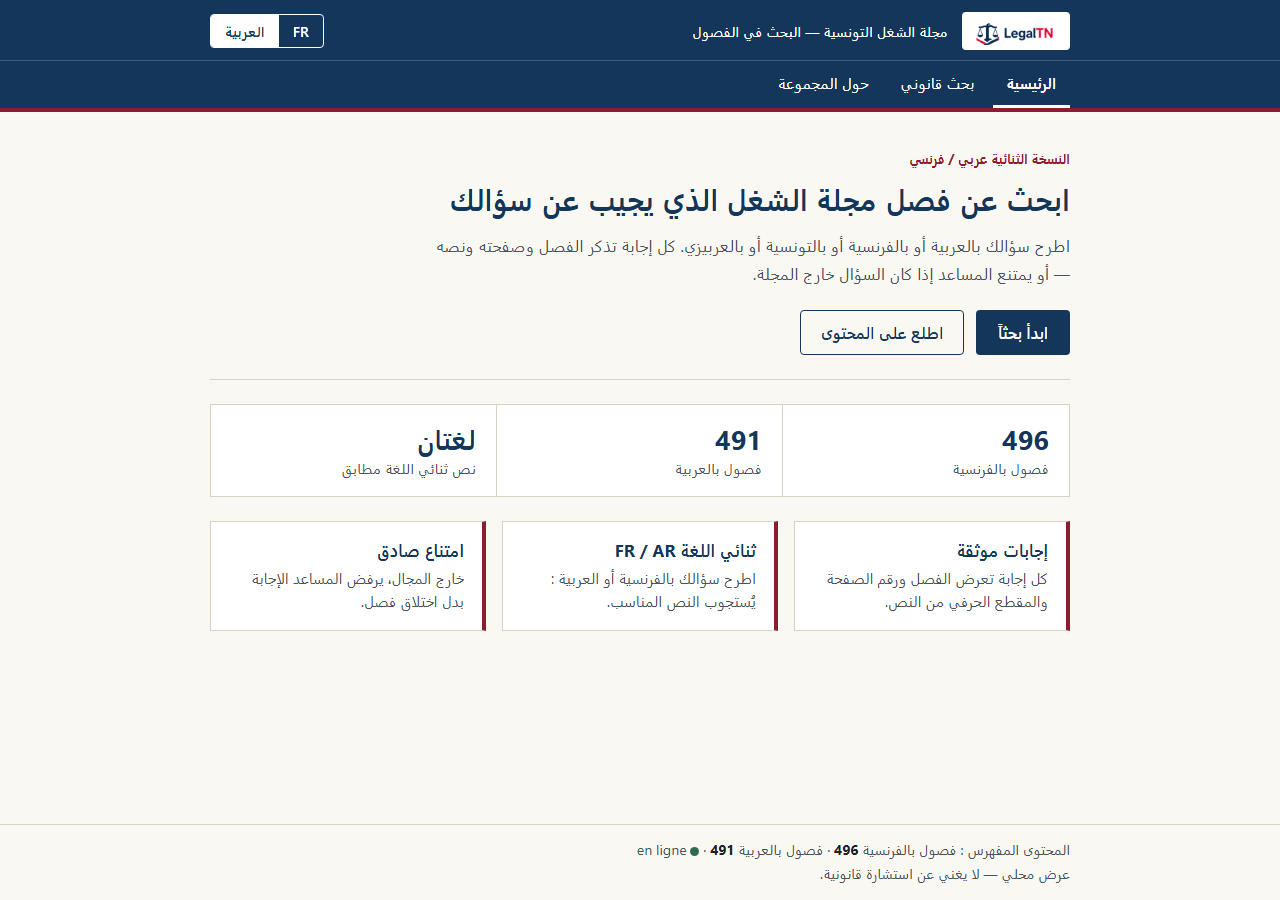 LegalTN
مجلة الشغل التونسية — البحث في الفصول
FR
العربية
الرئيسية
بحث قانوني
حول المجموعة
النسخة الثنائية عربي / فرنسي
ابحث عن فصل مجلة الشغل الذي يجيب عن سؤالك
اطرح سؤالك بالعربية أو بالفرنسية أو بالتونسية أو بالعربيزي. كل إجابة تذكر الفصل وصفحته ونصه
— أو يمتنع المساعد إذا كان السؤال خارج المجلة.
ابدأ بحثاً
اطلع على المحتوى
496
فصول بالفرنسية
491
فصول بالعربية
لغتان
نص ثنائي اللغة مطابق
إجابات موثقة
كل إجابة تعرض الفصل ورقم الصفحة
والمقطع الحرفي من النص.
ثنائي اللغة FR / AR
اطرح سؤالك بالفرنسية أو العربية :
يُستجوب النص المناسب.
امتناع صادق
خارج المجال، يرفض المساعد الإجابة
بدل اختلاق فصل.
المحتوى المفهرس : فصول بالفرنسية 496 · فصول بالعربية 491 · en ligne
عرض محلي — لا يغني عن استشارة قانونية.